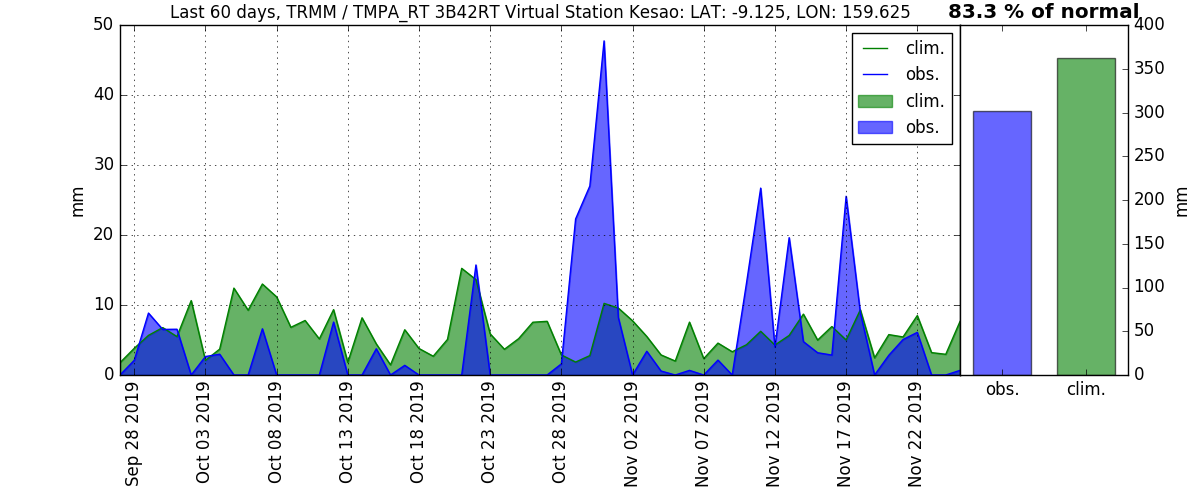 Last 60 days, TRMM / TMPA_RT 3B42RT Virtual Station Kesao: LAT: -9.125, LON: 159.625
83.3 % of normal
50
40
30
20
10
0
mm
clim.
obs.
clim.
obs.
400
350
300
250
200
150
100
50
0
mm
Sep 28 2019
Oct 03 2019
Oct 08 2019
Oct 13 2019
Oct 18 2019
Oct 23 2019
Oct 28 2019
Nov 02 2019
Nov 07 2019
Nov 12 2019
Nov 17 2019
Nov 22 2019
obs.
clim.